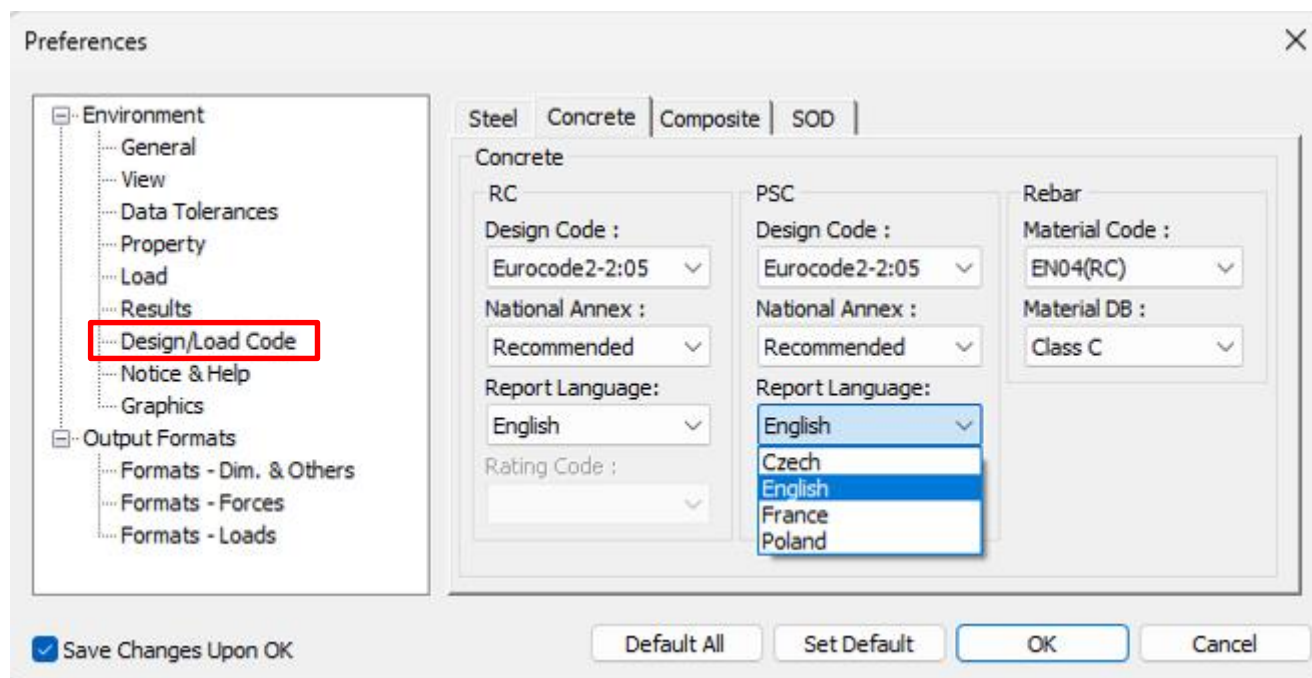 Preferences
Environment
General
View
Data Tolerances
Property
Load
Results
Design/Load Code
Notice & Help
Graphics
Output Formats
Formats - Dim. & Others
Formats - Forces
Formats - Loads
Steel Concrete Composite SOD
Concrete
RC
Design Code :
Eurocode2-2:05
National Annex :
Recommended
Report Language:
English
Rating Code :
PSC
Design Code :
Eurocode2-2:05
National Annex :
Recommended
Report Language:
English
Czech
English
France
Poland
Rebar
Material Code :
EN04(RC)
Material DB :
Class C
Save Changes Upon OK
Default All Set Default OK Cancel